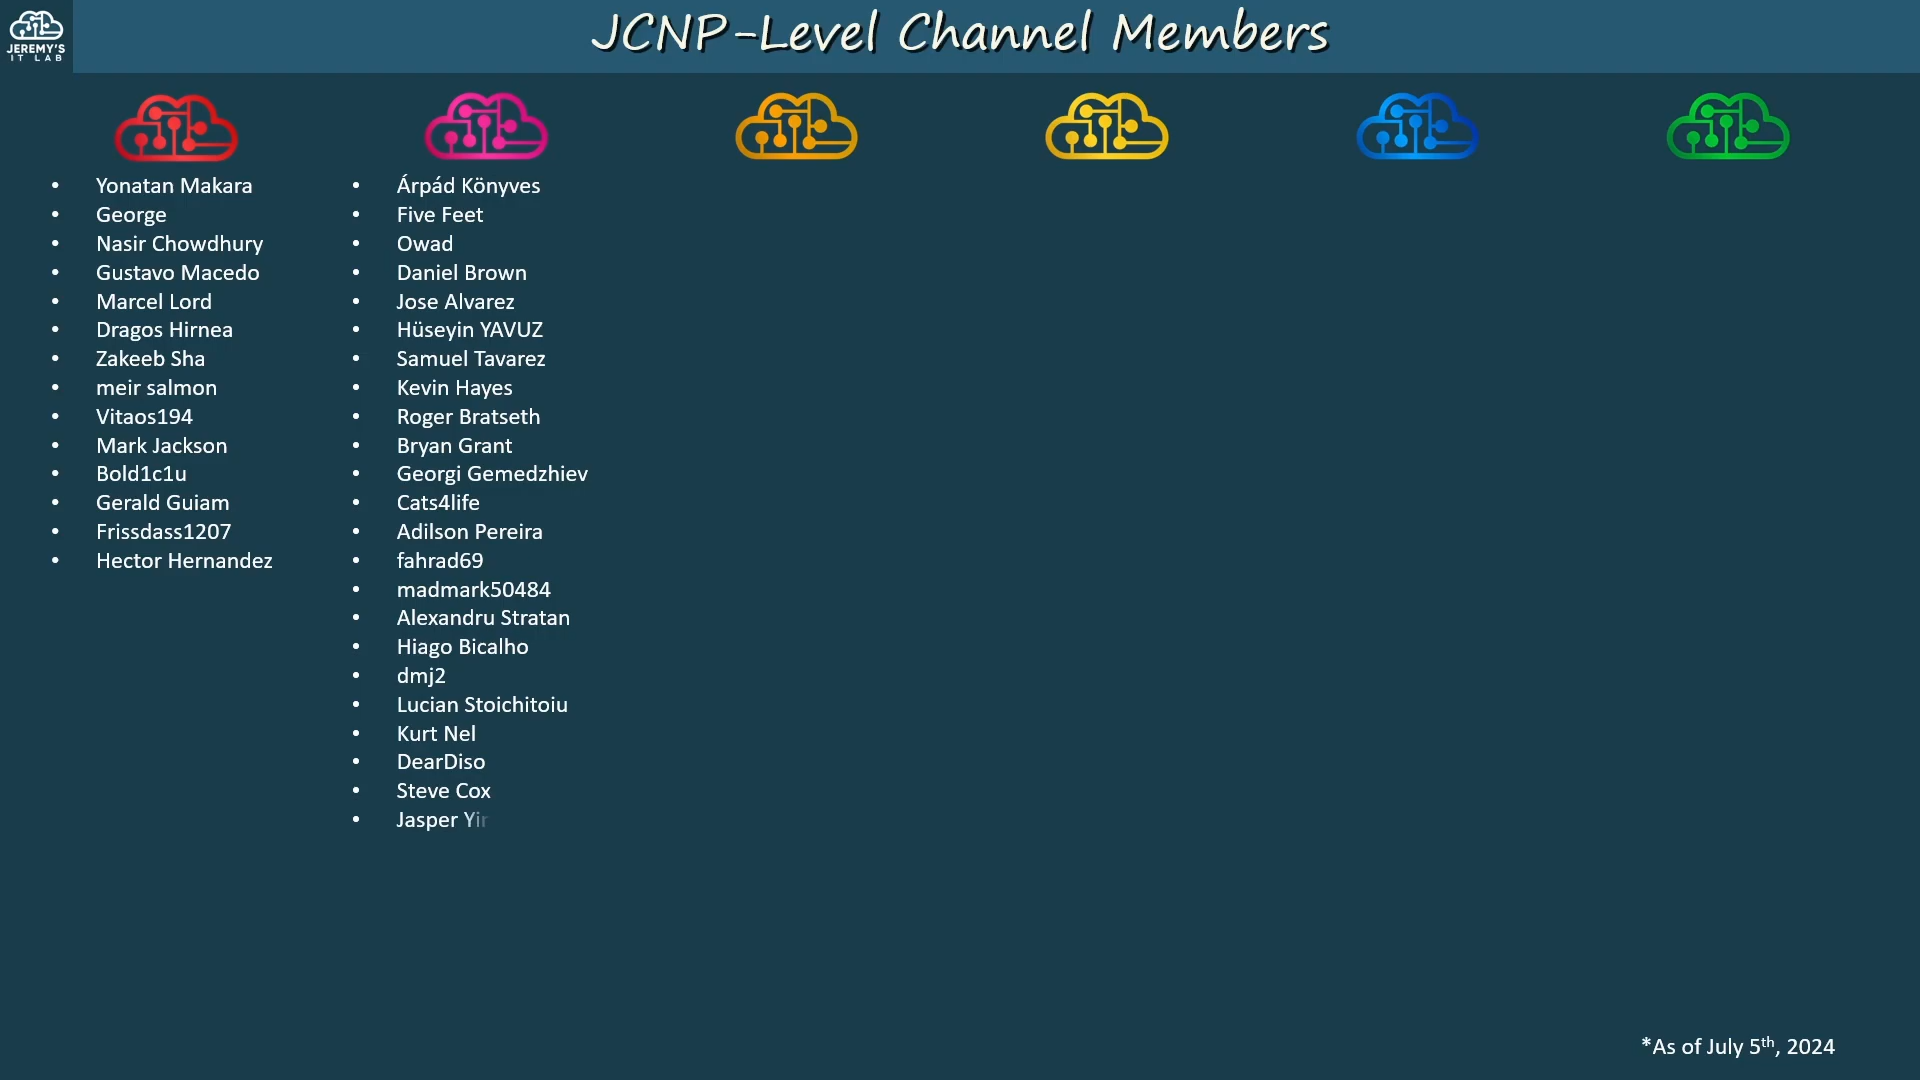 JEREMY'S
IT LAB
JCNP-Level Channel Members
• Yonatan Makara
• George
• Nasir Chowdhury
• Gustavo Macedo
• Marcel Lord
• Dragos Hirnea
• Zakeeb Sha
• meir salmon
• Vitaos194
• Mark Jackson
• Bold1c1u
• Gerald Guiam
• Frissdass1207
• Hector Hernandez
• Árpád Könyves
• Five Feet
• Owad
• Daniel Brown
• Jose Alvarez
• Hüseyin YAVUZ
• Samuel Tavarez
• Kevin Hayes
• Roger Bratseth
• Bryan Grant
• Georgi Gemedzhiev
• Cats4life
• Adilson Pereira
• fahrad69
• madmark50484
• Alexandru Stratan
• Hiago Bicalho
• dmj2
• Lucian Stoichitoiu
• Kurt Nel
• DearDiso
• Steve Cox
• Jasper
*As of July 5th, 2024